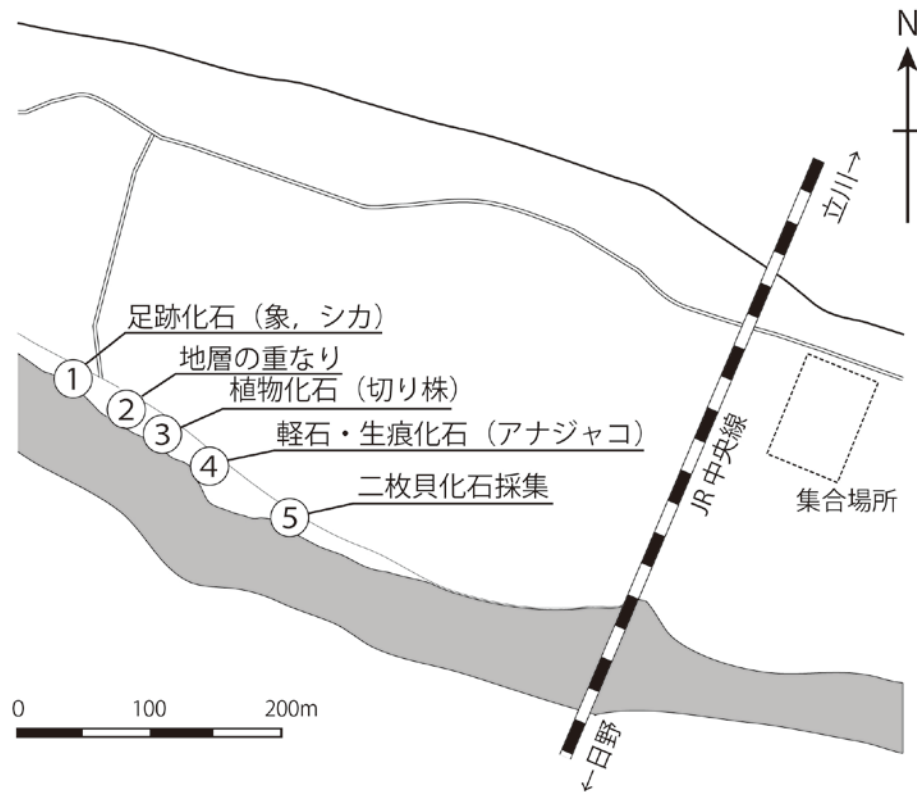 N
立川→
足跡化石（象，シカ）
①
地層の重なり
②
植物化石（切り株）
③
軽石・生痕化石（アナジャコ）
④
二枚貝化石採集
⑤
JR中央線
集合場所
0 100 200m
←日野